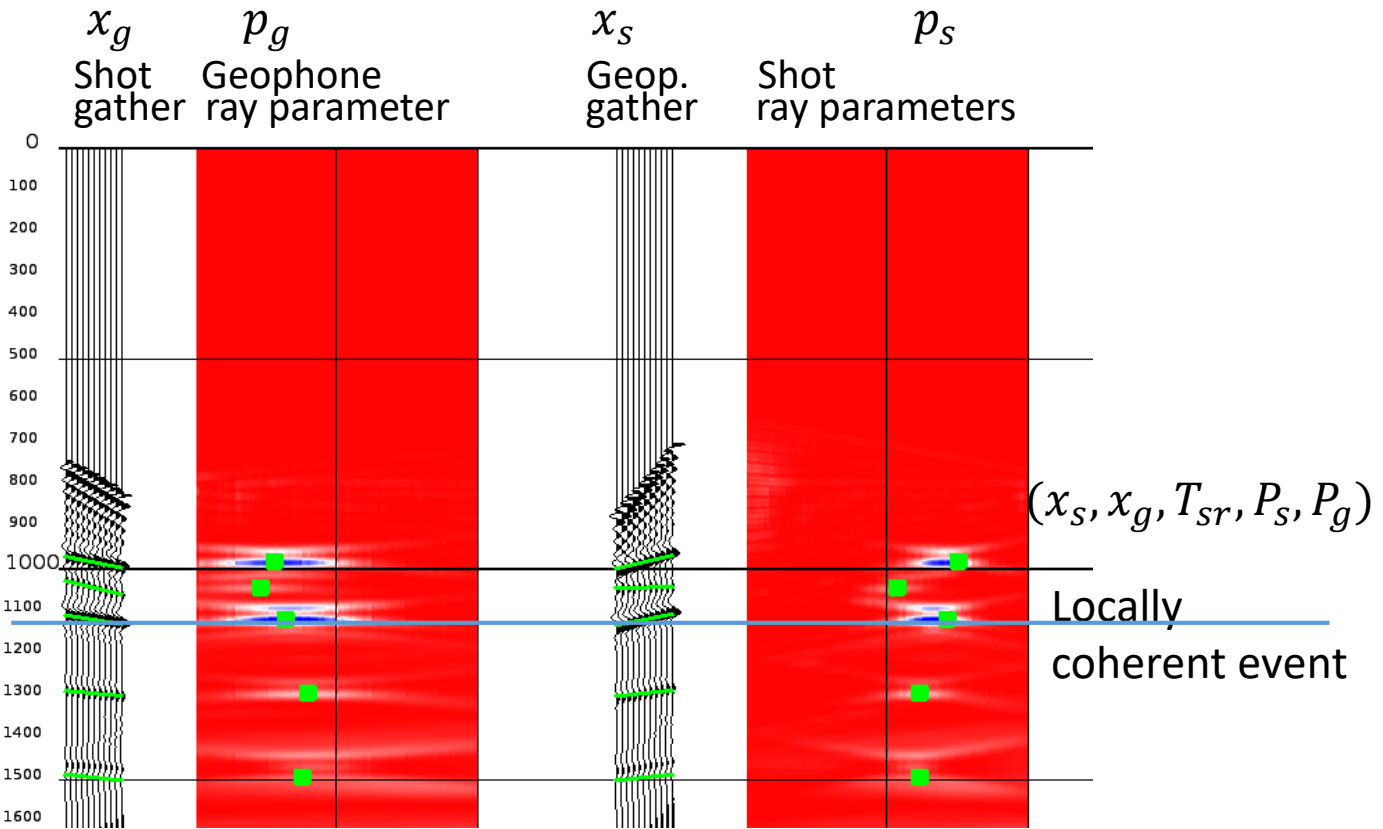 x_g p_g x_s p_s
Shot Geophone Geop. Shot
gather ray parameter gather ray parameters
0
100
200
300
400
500
600
700
800
900
(x_s, x_g, T_sr, P_s, P_g)
1000
1100
Locally
1200
coherent event
1300
1400
1500
1600